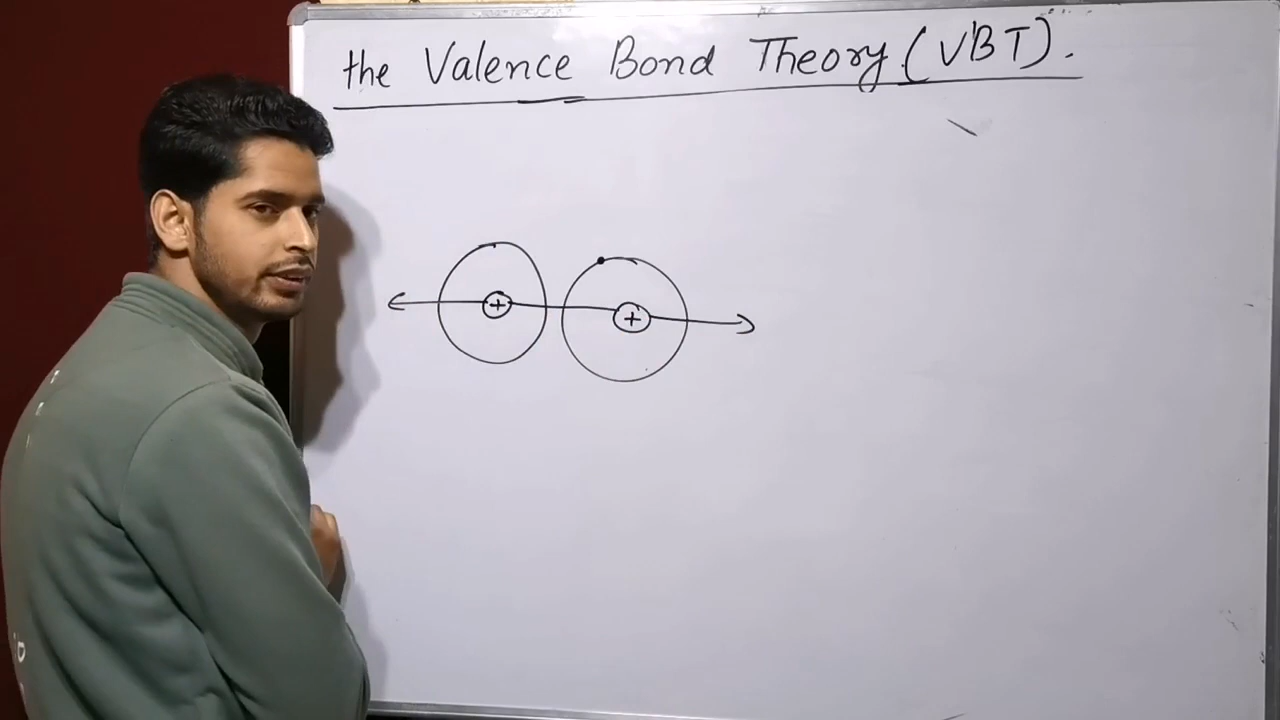 the Valence Bond Theory (VBT).
+ +